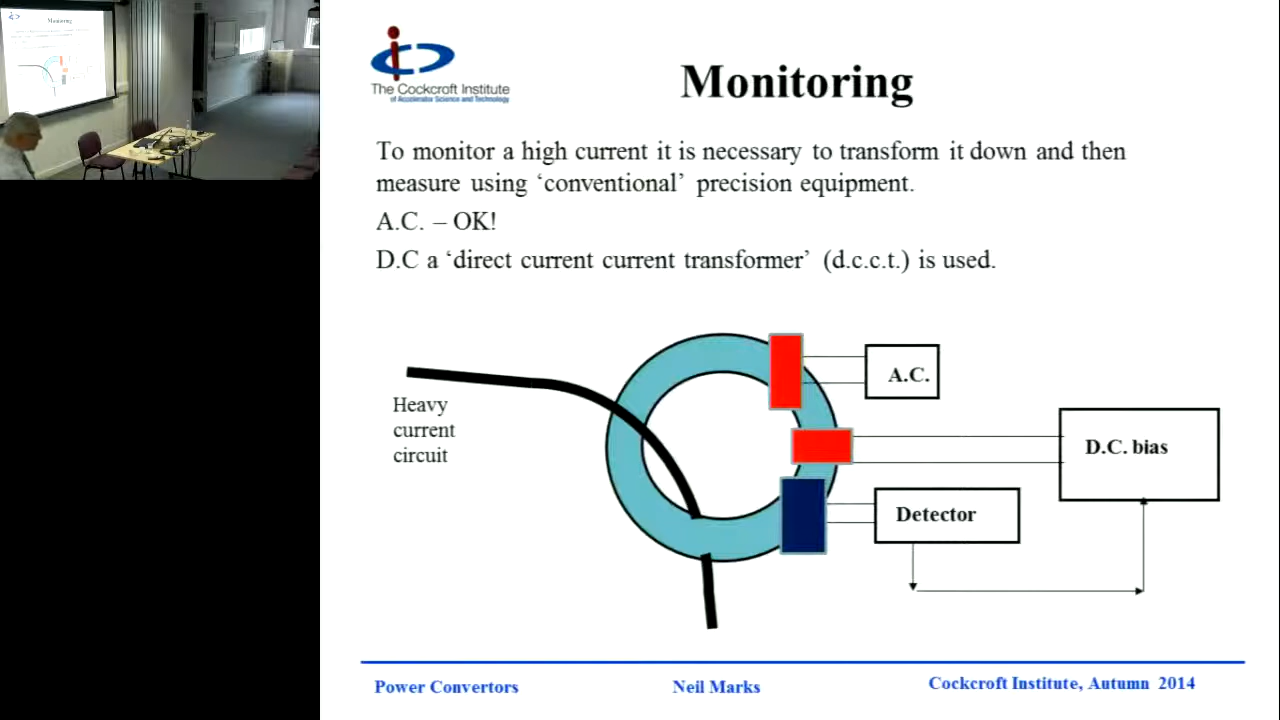 The Cockcroft Institute
of Accelerator Science and Technology
Monitoring
To monitor a high current it is necessary to transform it down and then
measure using ‘conventional’ precision equipment.
A.C. – OK!
D.C a ‘direct current current transformer’ (d.c.c.t.) is used.
A.C.
Heavy
current
circuit
D.C. bias
Detector
Power Convertors
Neil Marks
Cockcroft Institute, Autumn 2014
Monitoring